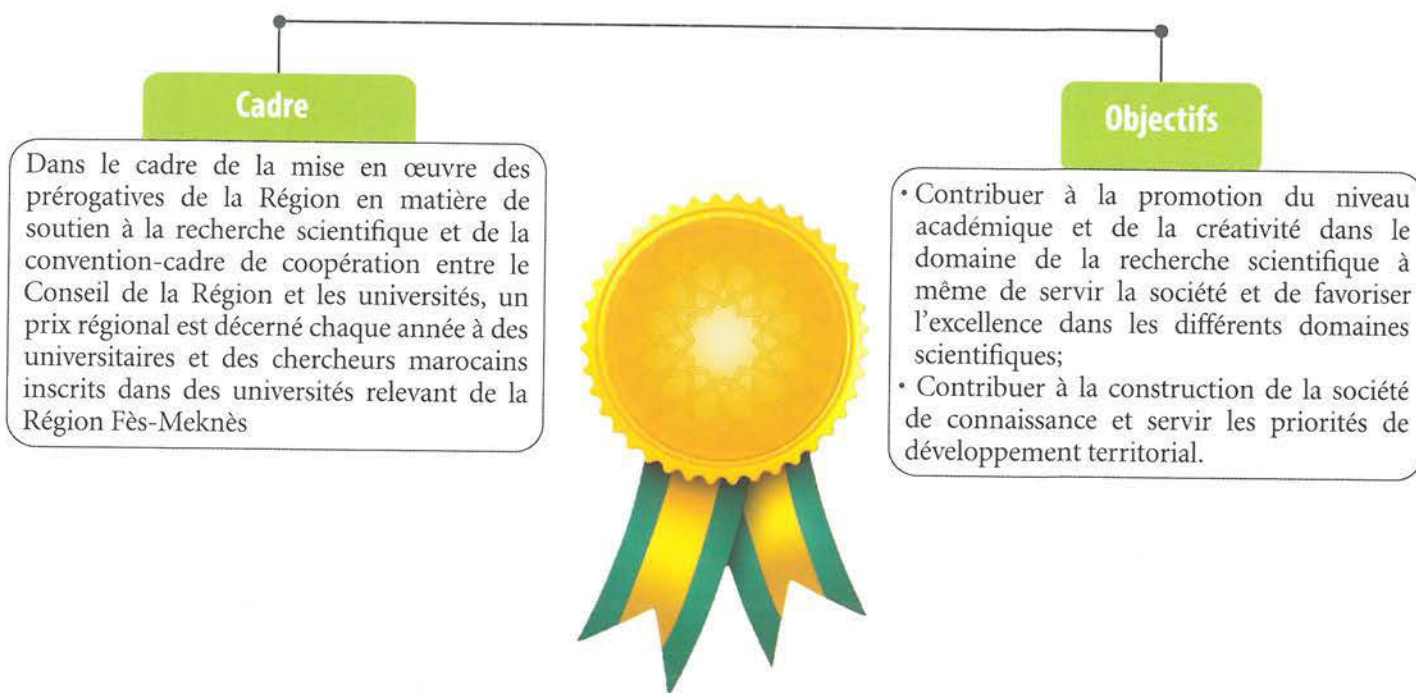 Cadre
Dans le cadre de la mise en œuvre des
prérogatives de la Région en matière de
soutien à la recherche scientifique et de la
convention-cadre de coopération entre le
Conseil de la Région et les universités, un
prix régional est décerné chaque année à des
universitaires et des chercheurs marocains
inscrits dans des universités relevant de la
Région Fès-Meknès
Objectifs
• Contribuer à la promotion du niveau
académique et de la créativité dans le
domaine de la recherche scientifique à
même de servir la société et de favoriser
l'excellence dans les différents domaines
scientifiques;
• Contribuer à la construction de la société
de connaissance et servir les priorités de
développement territorial.